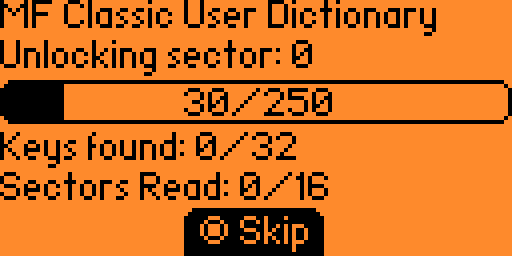 MF Classic User Dictionary
Unlocking sector: 0
30/250
Keys found: 0/32
Sectors Read: 0/16
Skip